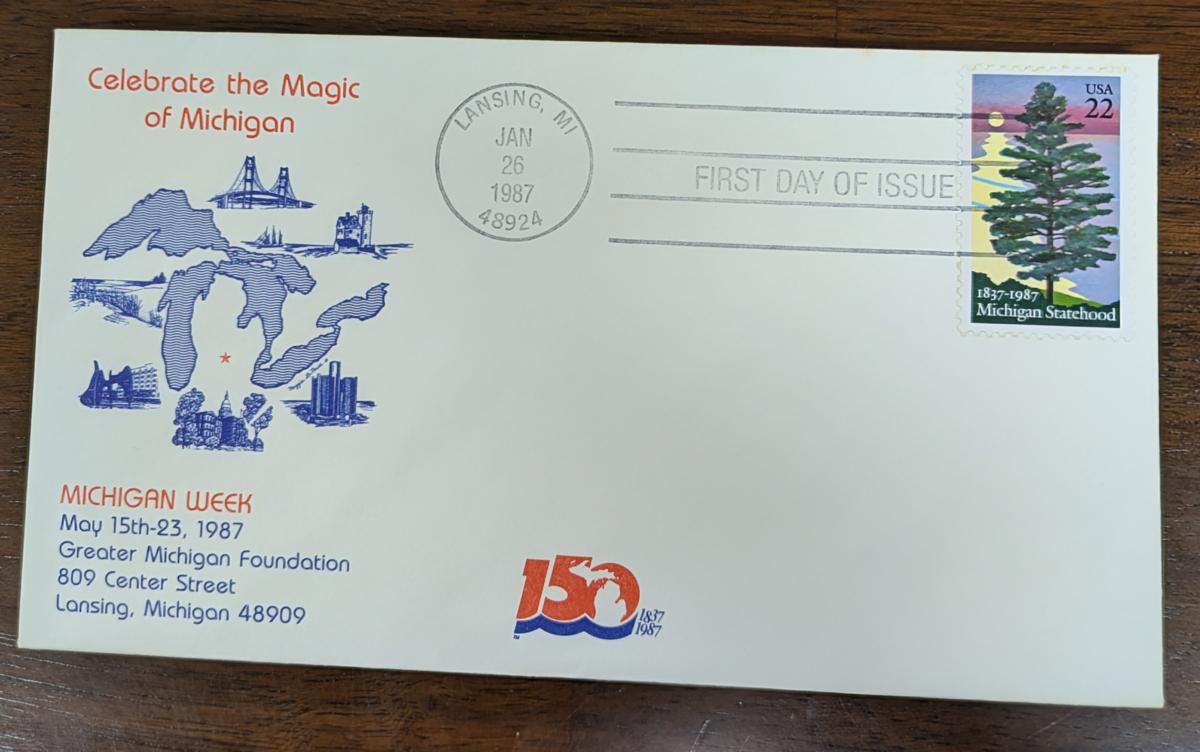 Celebrate the Magic
of Michigan
LANSING, MI
JAN
26
1987
48924
FIRST DAY OF ISSUE
USA
22
1837-1987
Michigan Statehood
MICHIGAN WEEK
May 15th-23, 1987
Greater Michigan Foundation
809 Center Street
Lansing, Michigan 48909
150
1837
1987
TM